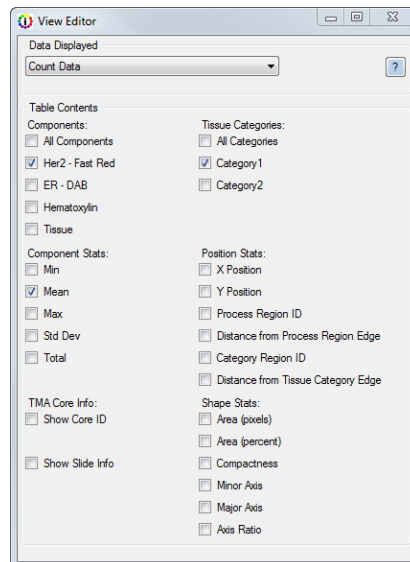 View Editor
Data Displayed
Count Data
?
Table Contents
Components:
All Components
Her2 - Fast Red
ER - DAB
Hematoxylin
Tissue
Tissue Categories:
All Categories
Category1
Category2
Component Stats:
Min
Mean
Max
Std Dev
Total
Position Stats:
X Position
Y Position
Process Region ID
Distance from Process Region Edge
Category Region ID
Distance from Tissue Category Edge
TMA Core Info:
Show Core ID
Show Slide Info
Shape Stats:
Area (pixels)
Area (percent)
Compactness
Minor Axis
Major Axis
Axis Ratio